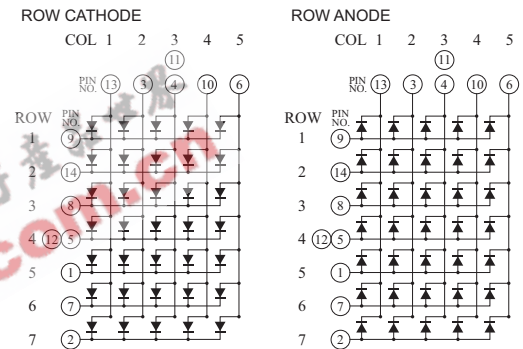 ROW CATHODE
COL 1 2 3 4 5
11
PIN NO. 13 3 4 10 6
ROW PIN NO.
1 9
2 14
3 8
4 12 5
5 1
6 7
7 2
ROW ANODE
COL 1 2 3 4 5
11
PIN NO. 13 3 4 10 6
ROW PIN NO.
1 9
2 14
3 8
4 12 5
5 1
6 7
7 2
com.cn